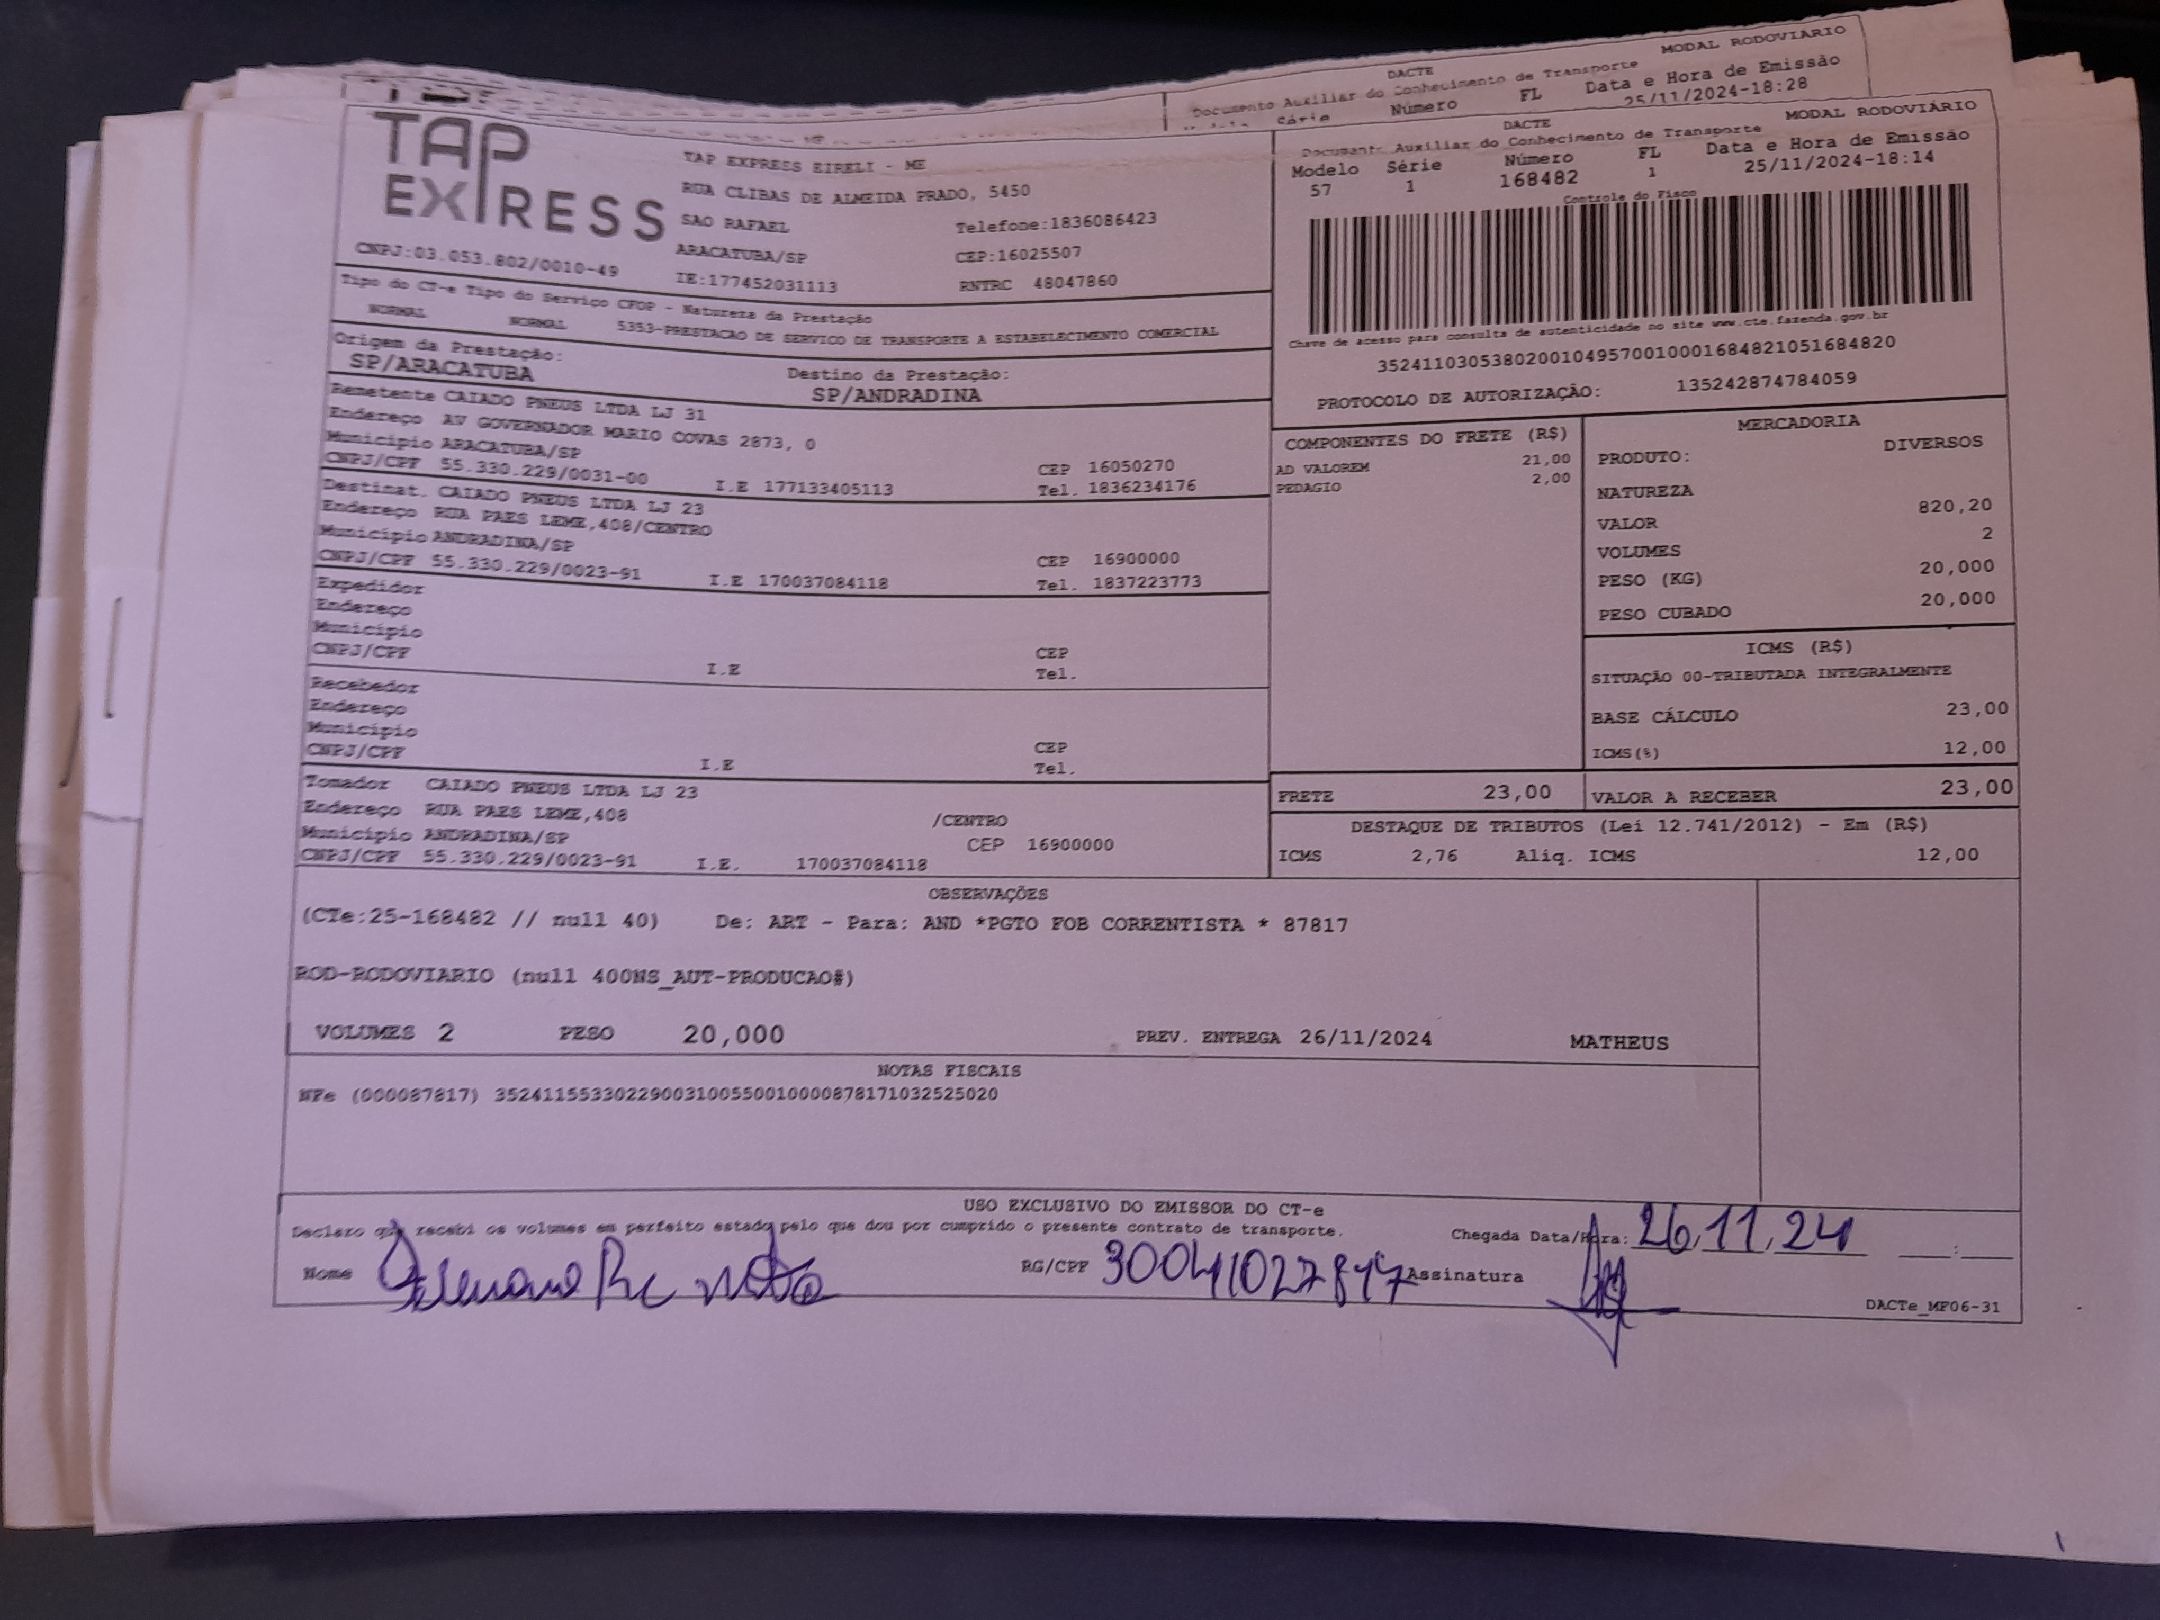 DACTE
MODAL RODOVIARIO
Documento Auxiliar do Conhecimento de Transporte
Número FL Data e Hora de Emissão
25/11/2024-18:28
TAP EXPRESS
TAP EXPRESS EIRELI - ME
RUA CLIBAS DE ALMEIDA PRADO, 5450
SAO RAFAEL Telefone:1836086423
ARACATUBA/SP CEP:16025507
CNPJ:03.053.802/0010-49 IE:177452031113 RNTRC 48047860
DACTE MODAL RODOVIÁRIO
Auxiliar do Conhecimento de Transporte
Modelo Série Número FL Data e Hora de Emissão
57 1 168482 1 25/11/2024-18:14
Controle do Fisco
Chave de acesso para consulta de autenticidade no site www.cte.fazenda.gov.br
35241103053802001049570010001684821051684820
PROTOCOLO DE AUTORIZAÇÃO: 135242874784059
Tipo do CT-e Tipo do Serviço CFOP - Natureza da Prestação
NORMAL NORMAL 5353-PRESTACAO DE SERVICO DE TRANSPORTE A ESTABELECIMENTO COMERCIAL
Origem da Prestação: Destino da Prestação:
SP/ARACATUBA SP/ANDRADINA
Remetente CAIADO PNEUS LTDA LJ 31
Endereço AV GOVERNADOR MARIO COVAS 2873, 0
Município ARACATUBA/SP CEP 16050270
CNPJ/CPF 55.330.229/0031-00 I.E 177133405113 Tel. 1836234176
Destinat. CAIADO PNEUS LTDA LJ 23
Endereço RUA PAES LEME,408/CENTRO
Município ANDRADINA/SP CEP 16900000
CNPJ/CPF 55.330.229/0023-91 I.E 170037084118 Tel. 1837223773
Expedidor
Endereço
Município CEP
CNPJ/CPF I.E Tel.
Recebedor
Endereço
Município CEP
CNPJ/CPF I.E Tel.
Tomador CAIADO PNEUS LTDA LJ 23
Endereço RUA PAES LEME,408 /CENTRO
Município ANDRADINA/SP CEP 16900000
CNPJ/CPF 55.330.229/0023-91 I.E. 170037084118
COMPONENTES DO FRETE (R$)
AD VALOREM 21,00
PEDAGIO 2,00
MERCADORIA
PRODUTO: DIVERSOS
NATUREZA
VALOR 820,20
VOLUMES 2
PESO (KG) 20,000
PESO CUBADO 20,000
ICMS (R$)
SITUAÇÃO 00-TRIBUTADA INTEGRALMENTE
BASE CÁLCULO 23,00
ICMS(%) 12,00
FRETE 23,00 VALOR A RECEBER 23,00
DESTAQUE DE TRIBUTOS (Lei 12.741/2012) - Em (R$)
ICMS 2,76 Aliq. ICMS 12,00
OBSERVAÇÕES
(CTe:25-168482 // null 40) De: ART - Para: AND *PGTO FOB CORRENTISTA * 87817
ROD-RODOVIARIO (null 400NS_AUT-PRODUCAO#)
VOLUMES 2 PESO 20,000 PREV. ENTREGA 26/11/2024 MATHEUS
NOTAS FISCAIS
NFe (000087817) 35241155330229003100550010000878171032525020
USO EXCLUSIVO DO EMISSOR DO CT-e
Declaro que recebi os volumes em perfeito estado pelo que dou por cumprido o presente contrato de transporte. Chegada Data/Hora: 26,11,24 :
Nome RG/CPF Assinatura
DACTe_MF06-31